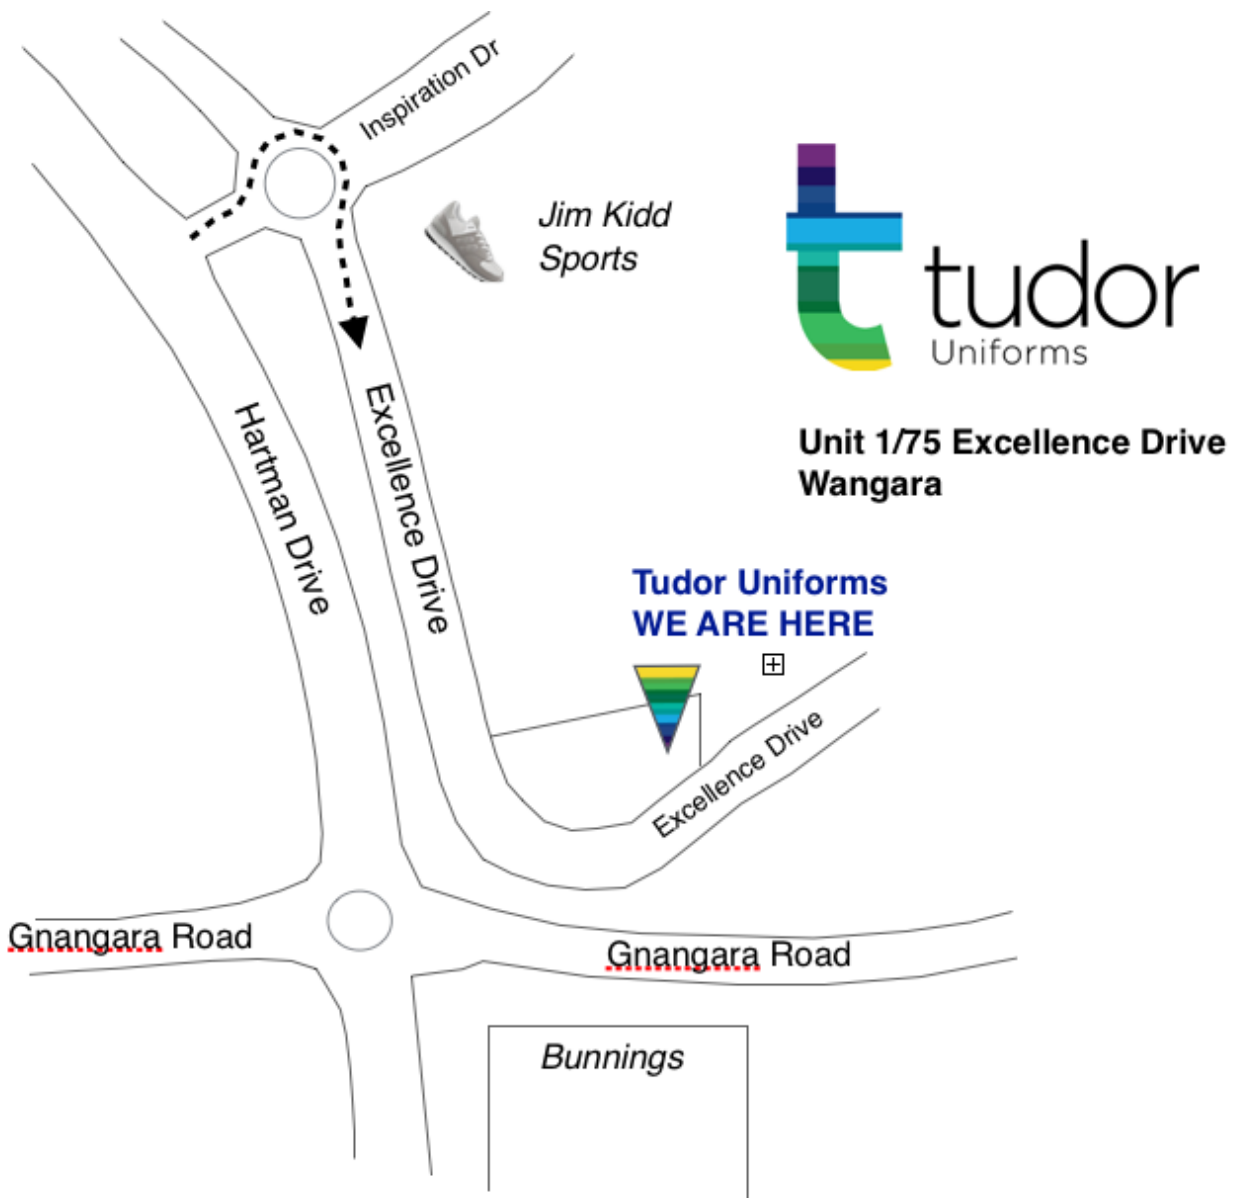 Inspiration Dr
Jim Kidd
Sports
tudor
Uniforms
Unit 1/75 Excellence Drive
Wangara
Hartman Drive
Excellence Drive
Tudor Uniforms
WE ARE HERE
Excellence Drive
Gnangara Road
Gnangara Road
Bunnings